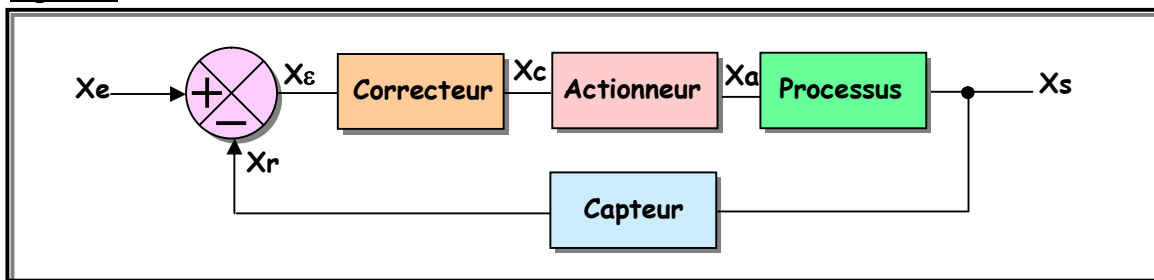 Xe
+
−
Xε
Correcteur
Xc
Actionneur
Xa
Processus
Xs
Xr
Capteur